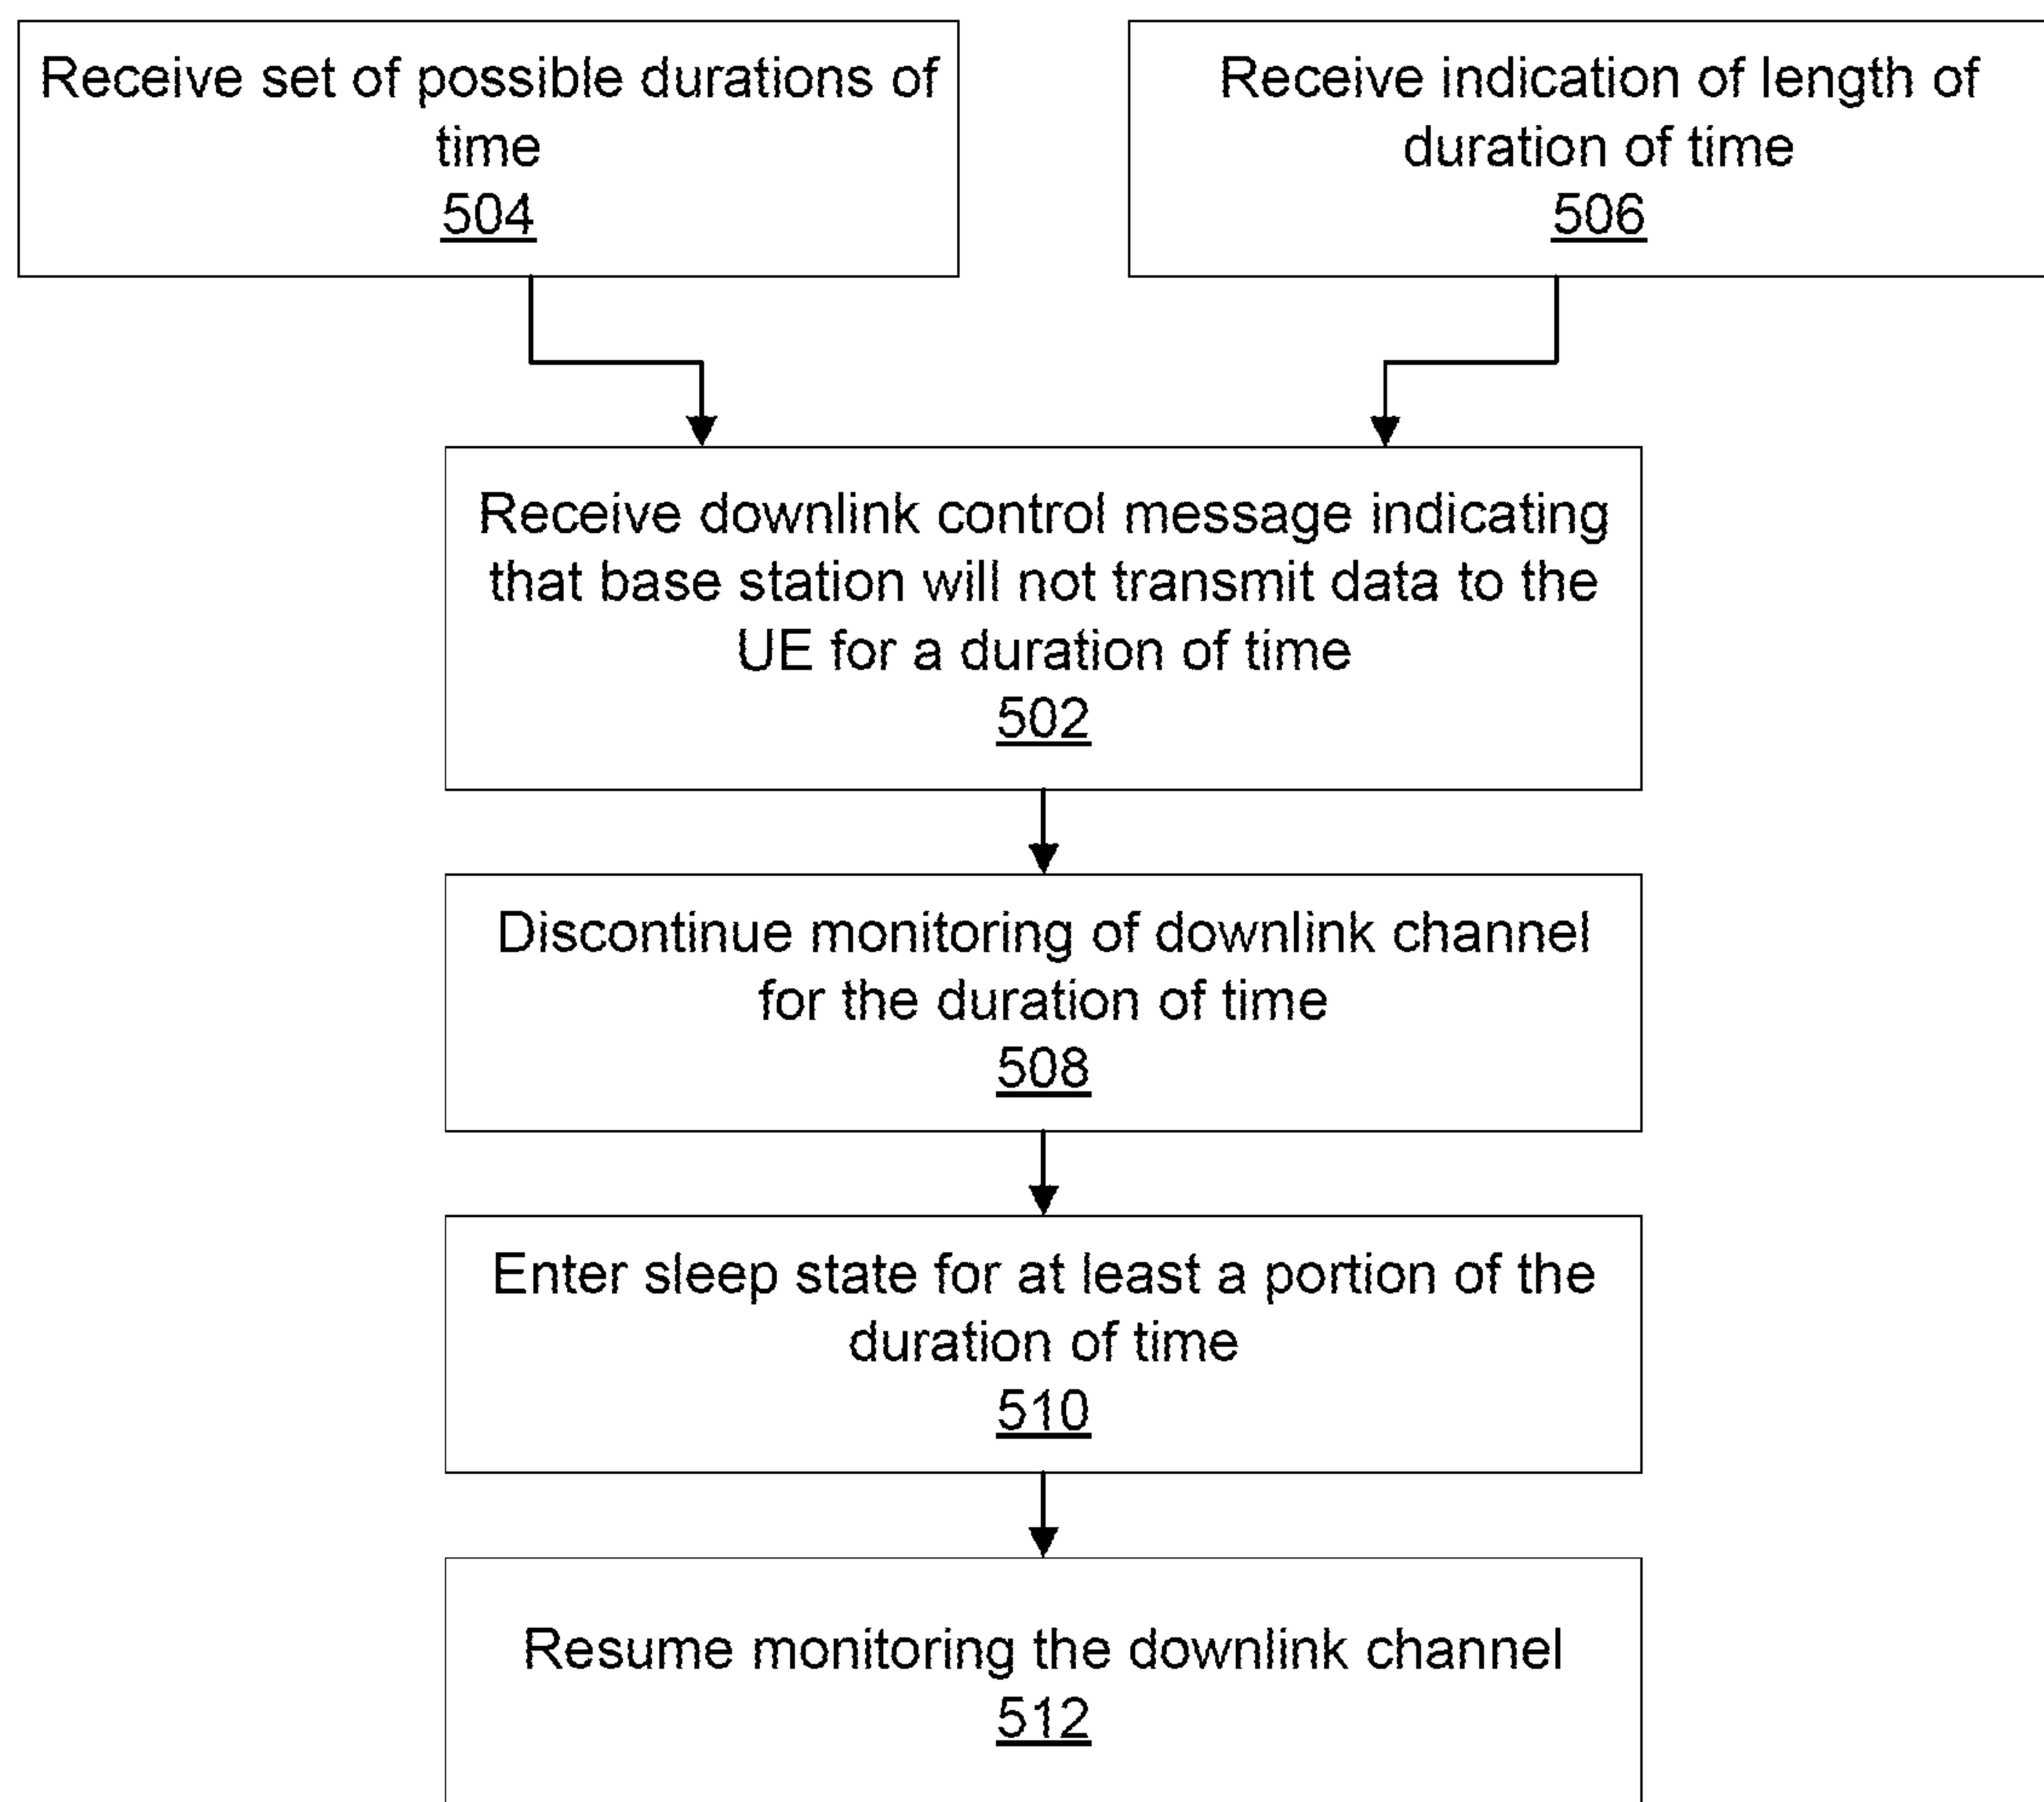 Receive set of possible durations of
time
504
Receive indication of length of
duration of time
506
Receive downlink control message indicating
that base station will not transmit data to the
UE for a duration of time
502
Discontinue monitoring of downlink channel
for the duration of time
508
Enter sleep state for at least a portion of the
duration of time
510
Resume monitoring the downlink channel
512